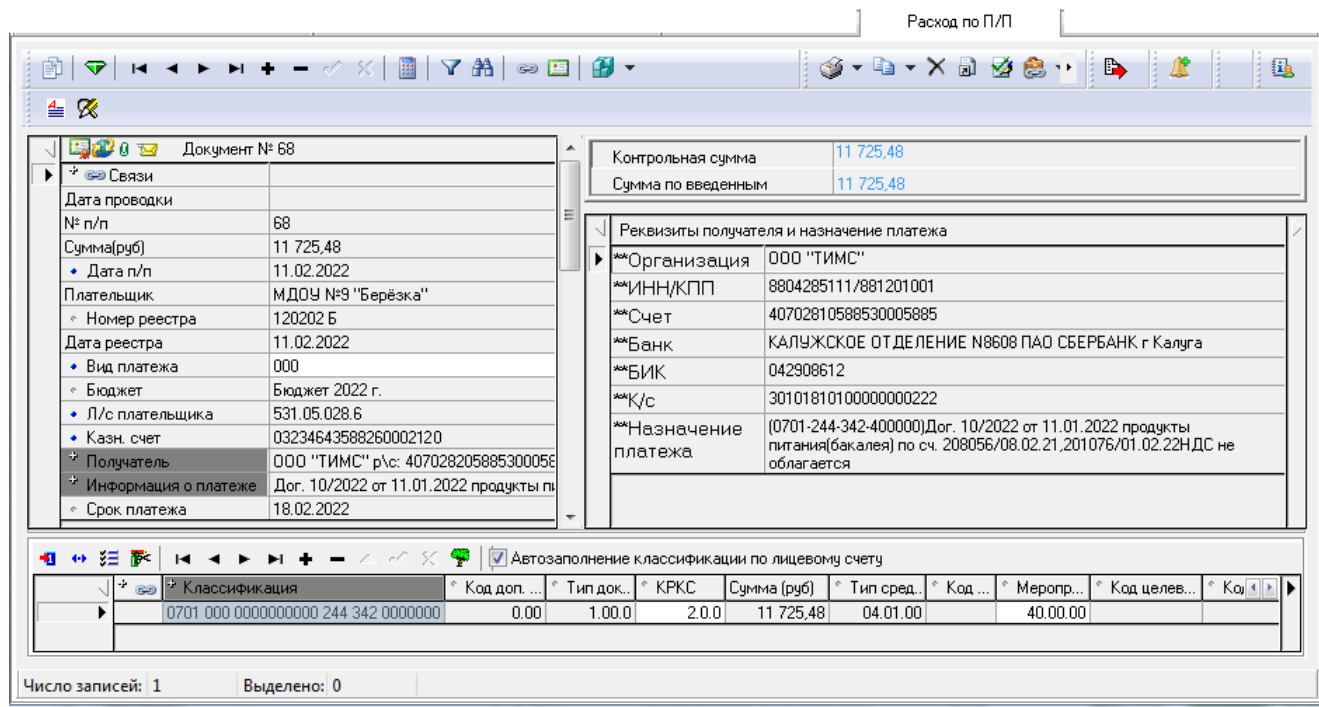 Расход по П/П
Документ № 68
Связи
Дата проводки
№ п/п 68
Сумма(руб) 11 725,48
Дата п/п 11.02.2022
Плательщик МДОУ №9 "Берёзка"
Номер реестра 120202 Б
Дата реестра 11.02.2022
Вид платежа 000
Бюджет Бюджет 2022 г.
Л/с плательщика 531.05.028.6
Казн. счет 03234643588260002120
Получатель ООО "ТИМС" р\с: 407028205885300058
Информация о платеже Дог. 10/2022 от 11.01.2022 продукты пи
Срок платежа 18.02.2022
Контрольная сумма 11 725,48
Сумма по введенным 11 725,48
Реквизиты получателя и назначение платежа
**Организация ООО "ТИМС"
**ИНН/КПП 8804285111/881201001
**Счет 40702810588530005885
**Банк КАЛУЖСКОЕ ОТДЕЛЕНИЕ N8608 ПАО СБЕРБАНК г Калуга
**БИК 042908612
**К/с 30101810100000000222
**Назначение платежа
(0701-244-342-400000)Дог. 10/2022 от 11.01.2022 продукты
питания(бакалея) по сч. 208056/08.02.21,201076/01.02.22НДС не
облагается
Автозаполнение классификации по лицевому счету
Классификация Код доп. ... Тип док.. КРКС Сумма (руб) Тип сред.. Код ... Меропр... Код целев... Код
0701 000 0000000000 244 342 0000000 0.00 1.00.0 2.0.0 11 725,48 04.01.00 40.00.00
Число записей: 1 Выделено: 0